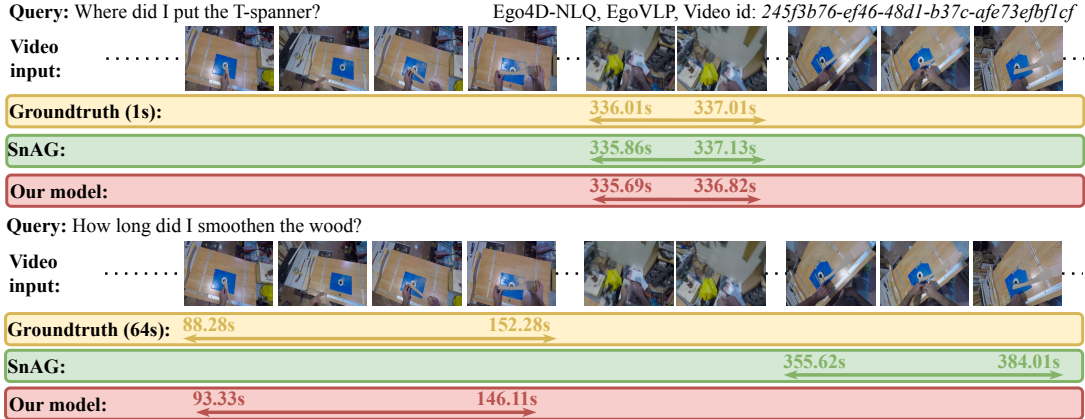 Query: Where did I put the T-spanner? Ego4D-NLQ, EgoVLP, Video id: 245f3b76-ef46-48d1-b37c-afe73efbf1cf
Video input:
Groundtruth (1s): 336.01s 337.01s
SnAG: 335.86s 337.13s
Our model: 335.69s 336.82s
Query: How long did I smoothen the wood?
Video input:
Groundtruth (64s): 88.28s 152.28s
SnAG: 355.62s 384.01s
Our model: 93.33s 146.11s